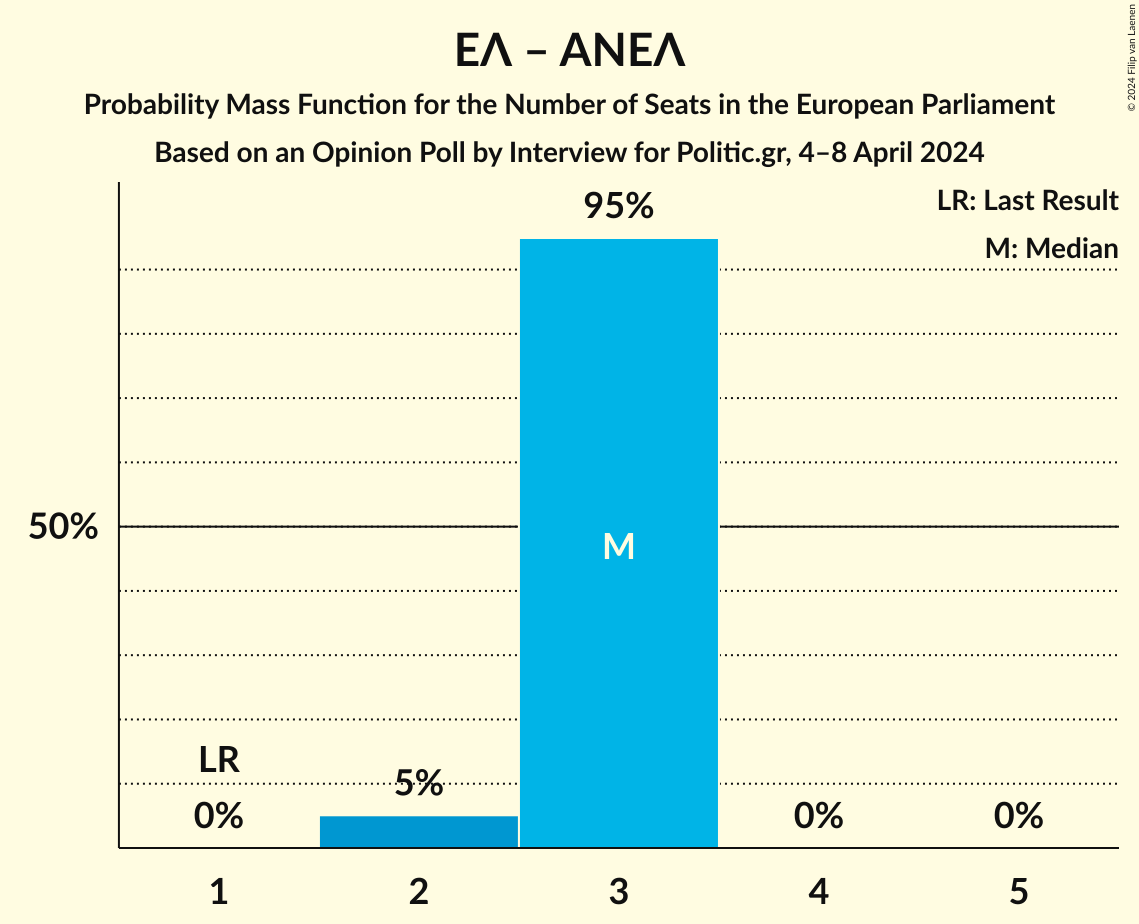 ΕΛ – ΑΝΕΛ
Probability Mass Function for the Number of Seats in the European Parliament
Based on an Opinion Poll by Interview for Politic.gr, 4–8 April 2024
© 2024 Filip van Laenen
LR: Last Result
M: Median
95%
50%
M
LR
0%
5%
0%
0%
1 2 3 4 5